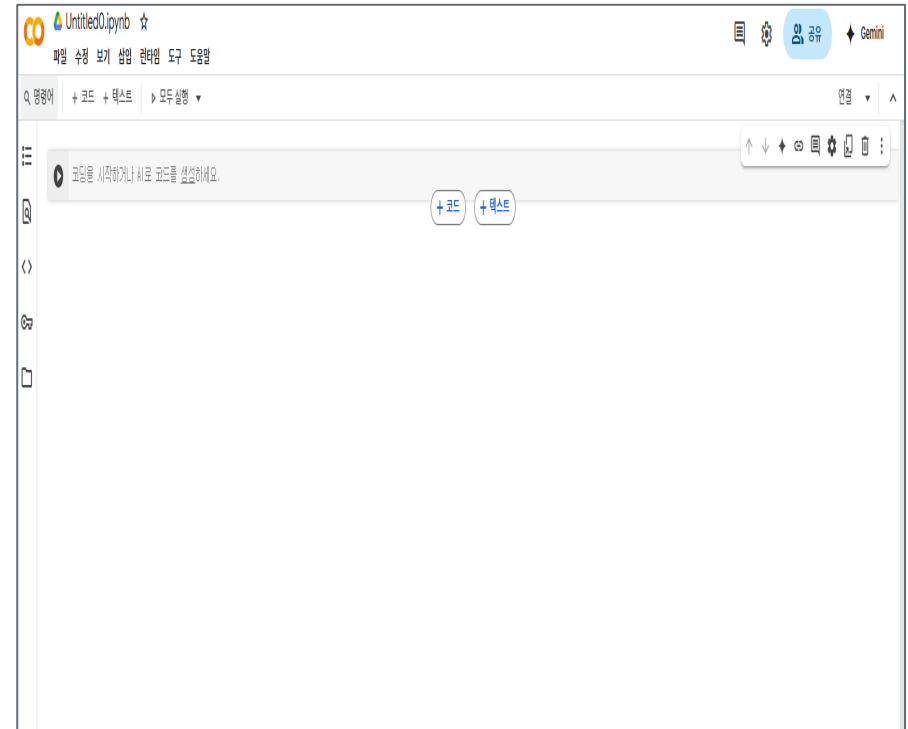 Untitled0.ipynb
파일 수정 보기 삽입 런타임 도구 도움말
공유
Gemini
명령어 + 코드 + 텍스트 모두 실행
연결
코딩을 시작하거나 AI로 코드를 생성하세요.
+ 코드 + 텍스트